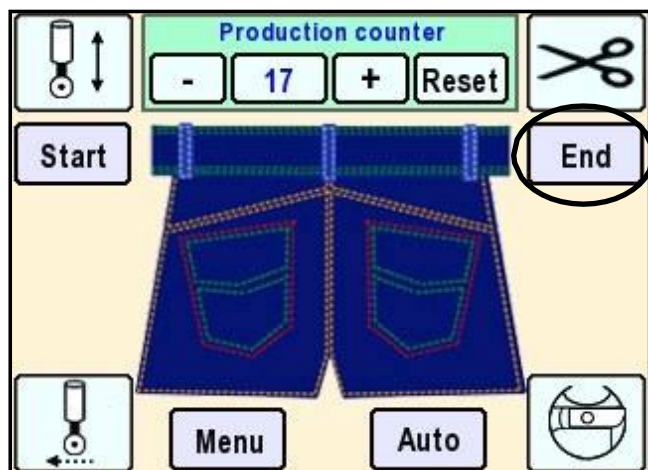 Production counter
- 17 + Reset
Start End
Menu Auto